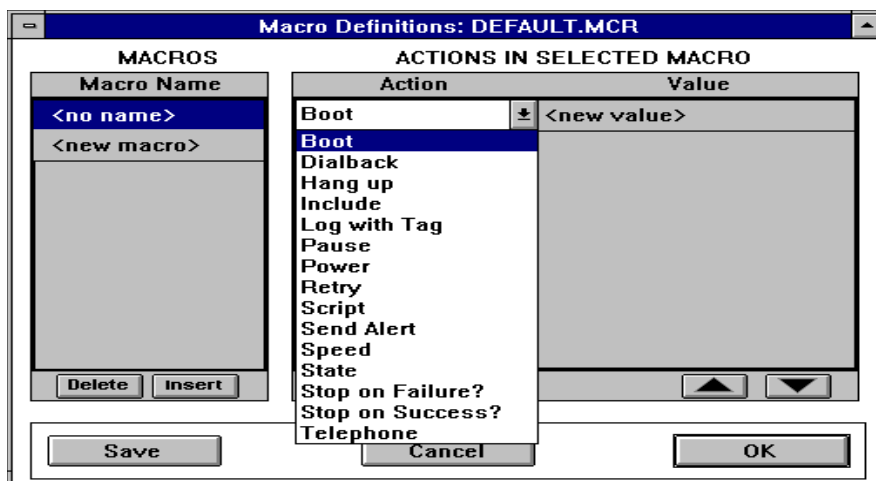 Macro Definitions: DEFAULT.MCR
MACROS
ACTIONS IN SELECTED MACRO
Macro Name
Action
Value
<no name>
Boot
<new value>
<new macro>
Boot
Dialback
Hang up
Include
Log with Tag
Pause
Power
Retry
Script
Send Alert
Speed
State
Stop on Failure?
Stop on Success?
Telephone
Delete
Insert
Save
Cancel
OK